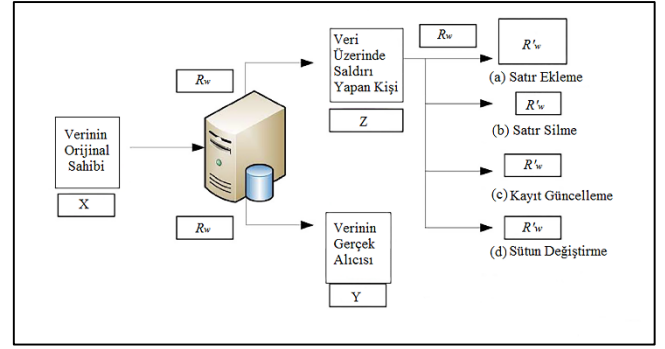 Verinin
Orijinal
Sahibi
X
Rw
Rw
Veri
Üzerinde
Saldırı
Yapan Kişi
Z
Verinin
Gerçek
Alıcısı
Y
Rw
R'w
(a) Satır Ekleme
R'w
(b) Satır Silme
R'w
(c) Kayıt Güncelleme
R'w
(d) Sütun Değiştirme